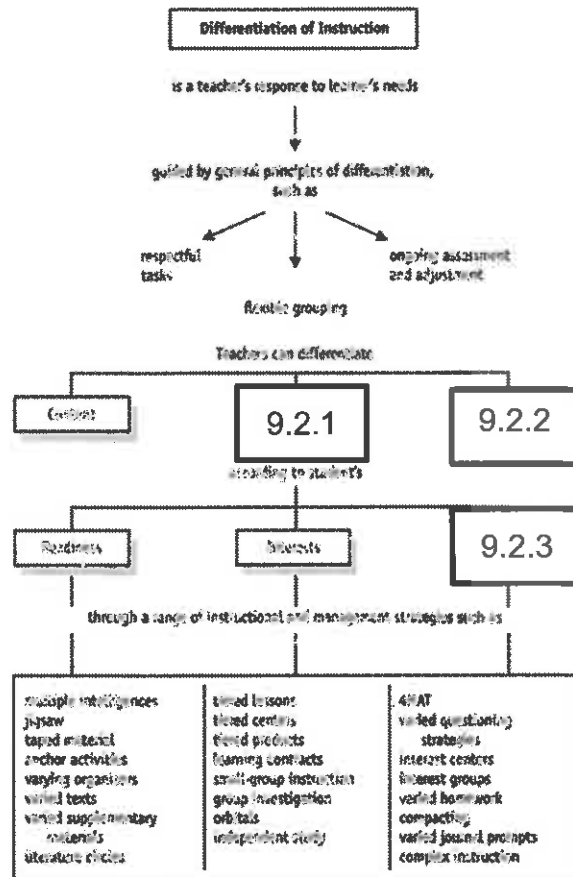 Differentiation of Instruction
is a teacher's response to learner's needs
guided by general principles of differentiation,
such as
respectful
tasks
ongoing assessment
and adjustment
flexible grouping
Teachers can differentiate
Content
9.2.1
9.2.2
according to student's
Readiness
Interests
9.2.3
through a range of instructional and management strategies such as
multiple intelligences
jigsaw
taped material
anchor activities
varying organizers
varied texts
varied supplementary
materials
literature circles
tiered lessons
tiered centers
tiered products
learning contracts
small-group instruction
group investigation
orbitals
independent study
4MAT
varied questioning
strategies
interest centers
interest groups
varied homework
compacting
varied journal prompts
complex instruction